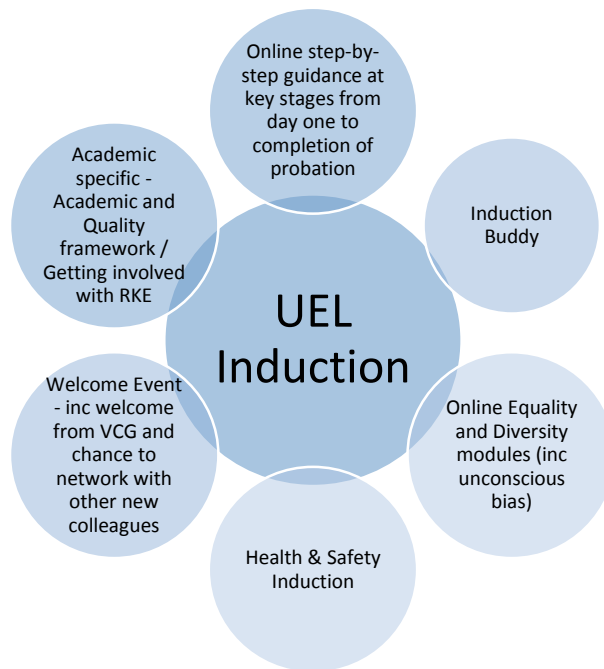 Online step-by-
step guidance at
key stages from
day one to
completion of
probation
Induction
Buddy
Online Equality
and Diversity
modules (inc
unconscious
bias)
Health & Safety
Induction
Welcome Event
- inc welcome
from VCG and
chance to
network with
other new
colleagues
Academic
specific -
Academic and
Quality
framework /
Getting involved
with RKE
UEL
Induction